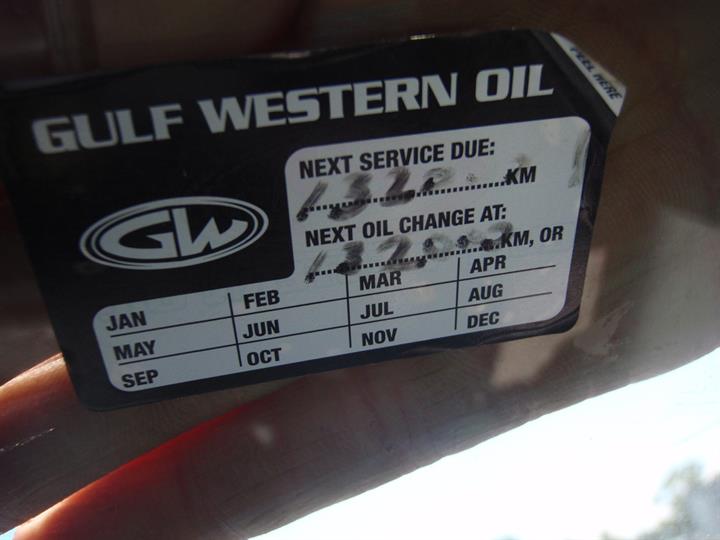 PEEL HERE
GULF WESTERN OIL
NEXT SERVICE DUE:
KM
GW
NEXT OIL CHANGE AT:
132000 KM, OR
JAN FEB MAR APR
MAY JUN JUL AUG
SEP OCT NOV DEC